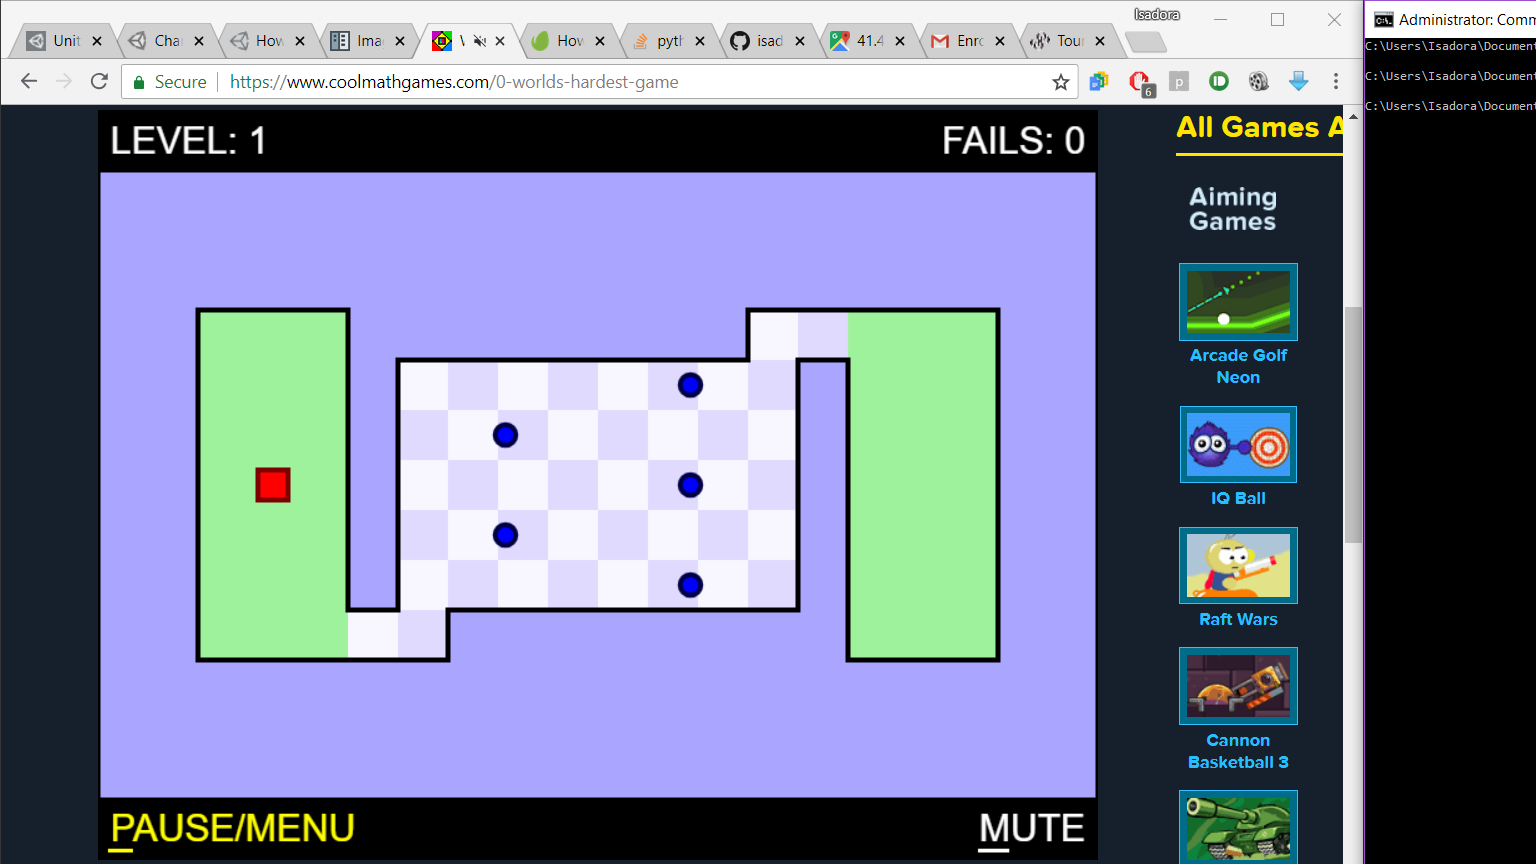 Isadora
Unit
Cha
How
Ima
How
pyth
isad
41.4
Enro
Tour
Administrator: Comm
Secure
https://www.coolmathgames.com/0-worlds-hardest-game
p
6
C:\Users\Isadora\Document
C:\Users\Isadora\Document
C:\Users\Isadora\Document
LEVEL: 1
FAILS: 0
All Games A
Aiming
Games
Arcade Golf
Neon
IQ Ball
Raft Wars
Cannon
Basketball 3
PAUSE/MENU
MUTE